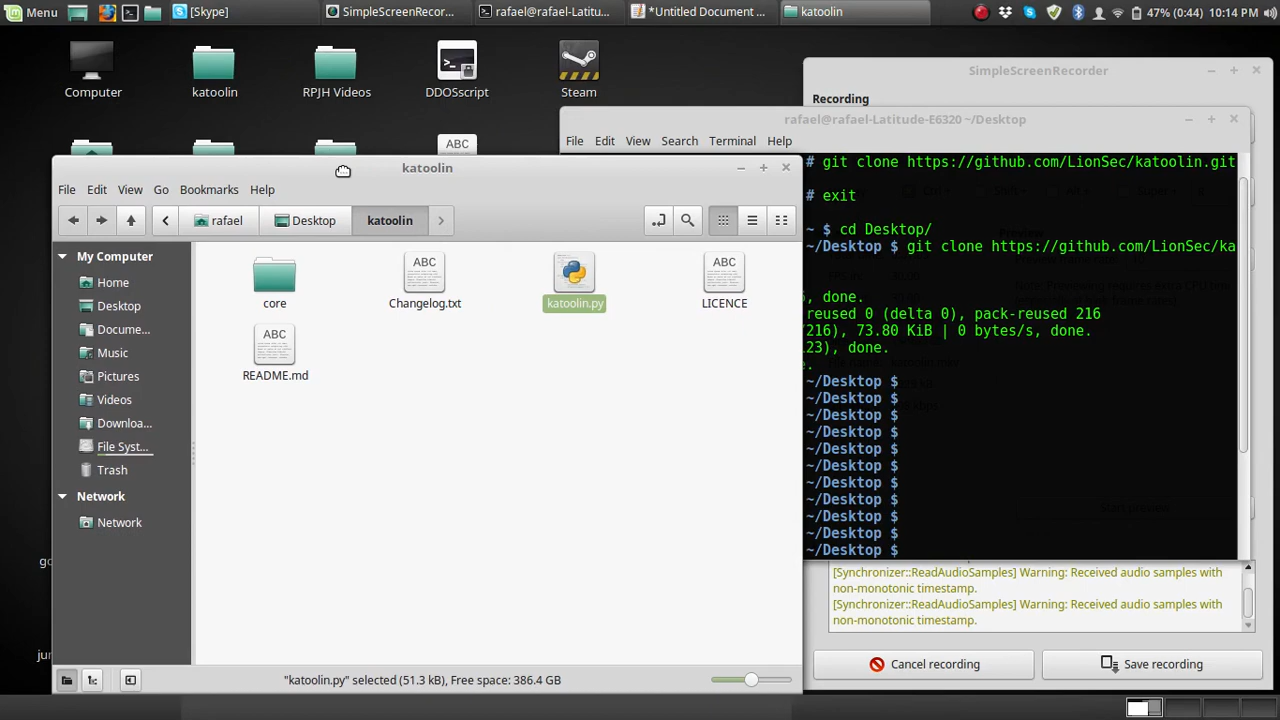 Menu
[Skype]
SimpleScreenRecor...
rafael@rafael-Latitu...
*Untitled Document ...
katoolin
47% (0:44)
10:14 PM
Computer
katoolin
RPJH Videos
DDOSscript
Steam
ABC
SimpleScreenRecorder
Recording
rafael@rafael-Latitude-E6320 ~/Desktop
File Edit View Search Terminal Help
# git clone https://github.com/LionSec/katoolin.git
# exit
~ $ cd Desktop/
~/Desktop $ git clone https://github.com/LionSec/ka
, done.
reused 0 (delta 0), pack-reused 216
216), 73.80 KiB | 0 bytes/s, done.
23), done.
~/Desktop $
~/Desktop $
~/Desktop $
~/Desktop $
~/Desktop $
~/Desktop $
~/Desktop $
~/Desktop $
~/Desktop $
~/Desktop $
~/Desktop $
katoolin
File Edit View Go Bookmarks Help
rafael
Desktop
katoolin
My Computer
Home
Desktop
Docume...
Music
Pictures
Videos
Downloa...
File Syst...
Trash
Network
Network
core
ABC
Changelog.txt
katoolin.py
ABC
LICENCE
ABC
README.md
"katoolin.py" selected (51.3 kB), Free space: 386.4 GB
go
jur
[Synchronizer::ReadAudioSamples] Warning: Received audio samples with
non-monotonic timestamp.
[Synchronizer::ReadAudioSamples] Warning: Received audio samples with
non-monotonic timestamp.
Cancel recording
Save recording